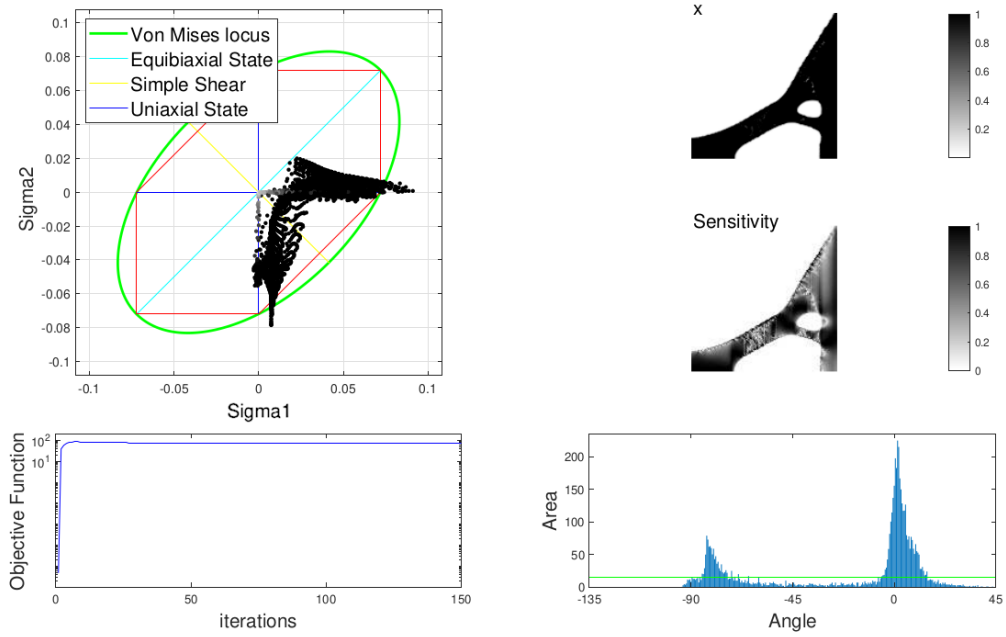 0.1
0.08
0.06
0.04
0.02
0
-0.02
-0.04
-0.06
-0.08
-0.1
Sigma2
Von Mises locus
Equibiaxial State
Simple Shear
Uniaxial State
-0.1 -0.05 0 0.05 0.1
Sigma1
x
1
0.8
0.6
0.4
0.2
Sensitivity
1
0.8
0.6
0.4
0.2
0
Objective Function
10^2
10^1
0 50 100 150
iterations
Area
200
150
100
50
0
-135 -90 -45 0 45
Angle